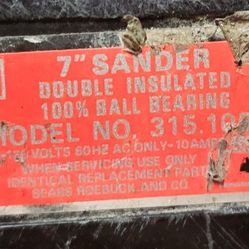 7" SANDER
DOUBLE INSULATED
100% BALL BEARING
MODEL NO. 315.10
VOLTS 60HZ AC ONLY-10AMP
WHEN SERVICING USE ONLY
IDENTICAL REPLACEMENT PARTS
SEARS ROEBUCK AND CO.